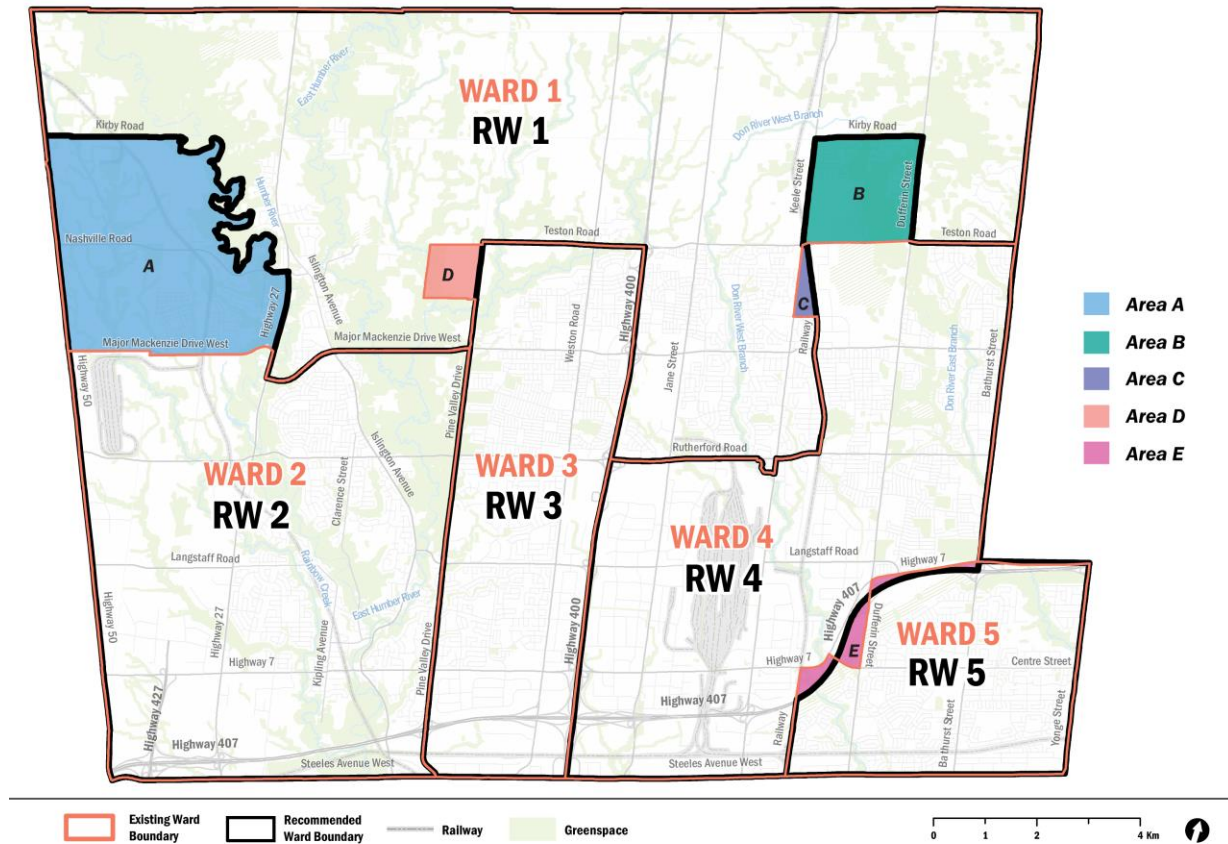 East Humber River
WARD 1
RW 1
Don River West Branch
Kirby Road
Kirby Road
Keele Street
B
Dufferin Street
Humber River
Nashville Road
Teston Road
Teston Road
A
D
Islington Avenue
Highway 27
Weston Road
Highway 400
C
Railway
Don River West Branch
Don River East Branch
Bathurst Street
Major Mackenzie Drive West
Major Mackenzie Drive West
Highway 50
Jane Street
Pine Valley Drive
Area A
Area B
Area C
Area D
Area E
Rutherford Road
WARD 2
RW 2
Clarence Street
Islington Avenue
WARD 3
RW 3
WARD 4
RW 4
Langstaff Road
Langstaff Road
Highway 7
Rainbow Creek
East Humber River
Highway 407
Dufferin Street
WARD 5
RW 5
Highway 50
Highway 27
Highway 7
Kipling Avenue
Pine Valley Drive
Highway 400
Highway 7
E
Centre Street
Highway 427
Highway 407
Highway 407
Railway
Bathurst Street
Yonge Street
Steeles Avenue West
Steeles Avenue West
Existing Ward
Boundary
Recommended
Ward Boundary
Railway
Greenspace
0 1 2 4 Km